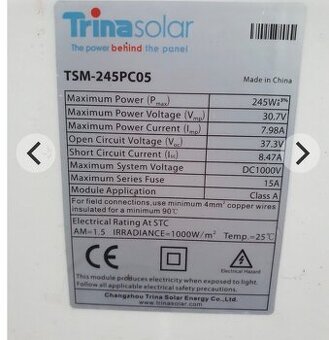 Trinasolar
The power behind the panel
TSM-245PC05
Made in China
Maximum Power (Pmax) 245W
Maximum Power Voltage (Vmp) 30.7V
Maximum Power Current (Imp) 7.98A
Open Circuit Voltage (Voc) 37.3V
Short Circuit Current (Isc) 8.47A
Maximum System Voltage DC1000V
Maximum Series Fuse 15A
Module Application Class A
For field connections, use minimum 4mm² copper wires
insulated for a minimum 90℃
Electrical Rating At STC
AM=1.5 IRRADIANCE=1000W/m² Temp.=25℃
CE
Electrical Hazard
This module produces electricity when exposed to light.
Follow all applicable electrical safety precautions.
Changzhou Trina Solar Energy Co., Ltd.
www.trinasolar.com